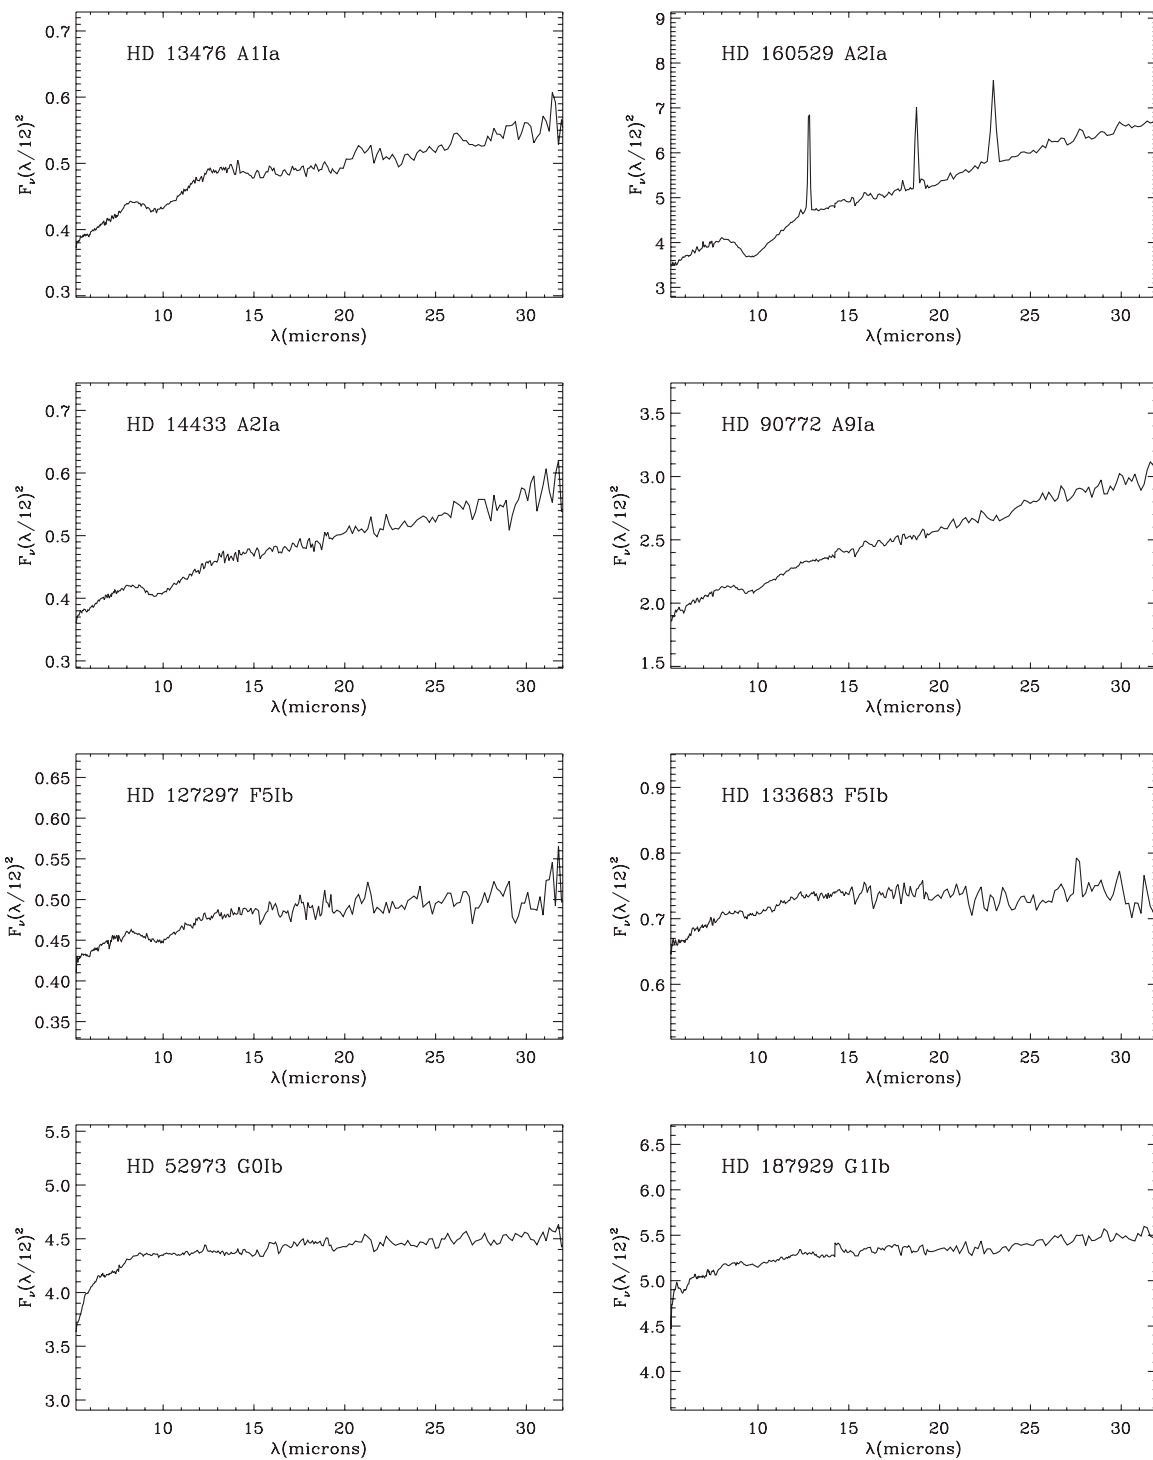 HD 13476 A1Ia
0.7
0.6
0.5
0.4
0.3
F_ν(λ/12)²
10 15 20 25 30
λ(microns)
HD 160529 A2Ia
9
8
7
6
5
4
3
F_ν(λ/12)²
10 15 20 25 30
λ(microns)
HD 14433 A2Ia
0.7
0.6
0.5
0.4
0.3
F_ν(λ/12)²
10 15 20 25 30
λ(microns)
HD 90772 A9Ia
3.5
3.0
2.5
2.0
1.5
F_ν(λ/12)²
10 15 20 25 30
λ(microns)
HD 127297 F5Ib
0.65
0.60
0.55
0.50
0.45
0.40
0.35
F_ν(λ/12)²
10 15 20 25 30
λ(microns)
HD 133683 F5Ib
0.9
0.8
0.7
0.6
F_ν(λ/12)²
10 15 20 25 30
λ(microns)
HD 52973 G0Ib
5.5
5.0
4.5
4.0
3.5
3.0
F_ν(λ/12)²
10 15 20 25 30
λ(microns)
HD 187929 G1Ib
6.5
6.0
5.5
5.0
4.5
4.0
F_ν(λ/12)²
10 15 20 25 30
λ(microns)